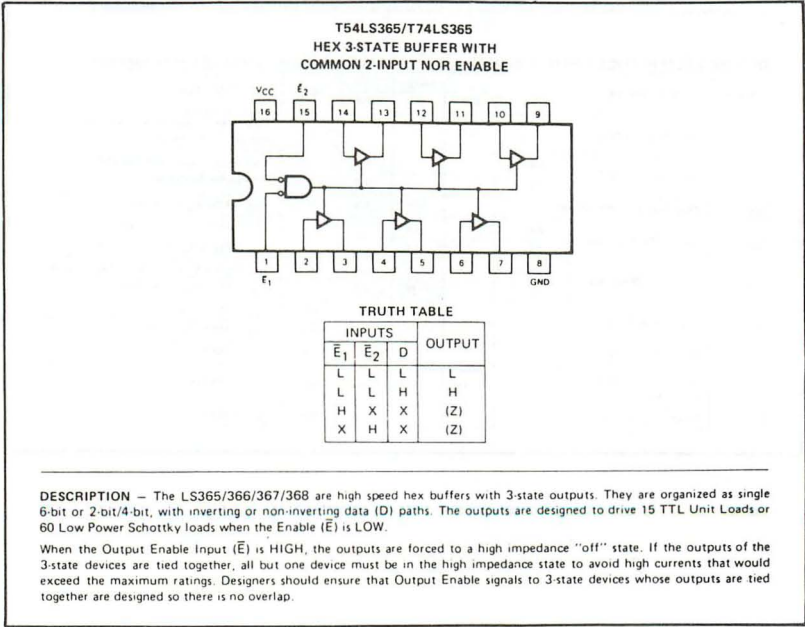 T54LS365/T74LS365
HEX 3-STATE BUFFER WITH
COMMON 2-INPUT NOR ENABLE
VCC Ē2
16 15 14 13 12 11 10 9
1 2 3 4 5 6 7 8
Ē1 GND
TRUTH TABLE
INPUTS OUTPUT
Ē1 Ē2 D
L L L L
L L H H
H X X (Z)
X H X (Z)
DESCRIPTION — The LS365/366/367/368 are high speed hex buffers with 3-state outputs. They are organized as single
6-bit or 2-bit/4-bit, with inverting or non-inverting data (D) paths. The outputs are designed to drive 15 TTL Unit Loads or
60 Low Power Schottky loads when the Enable (Ē) is LOW.
When the Output Enable Input (Ē) is HIGH, the outputs are forced to a high impedance "off" state. If the outputs of the
3-state devices are tied together, all but one device must be in the high impedance state to avoid high currents that would
exceed the maximum ratings. Designers should ensure that Output Enable signals to 3-state devices whose outputs are tied
together are designed so there is no overlap.